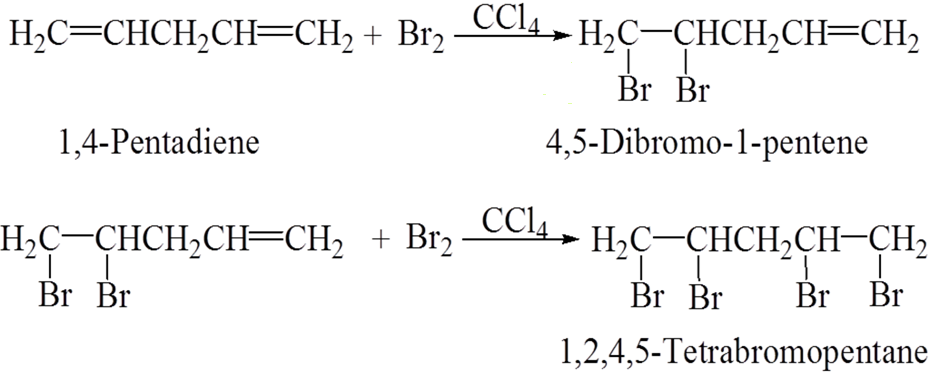 H₂C=CHCH₂CH=CH₂ + Br₂ CCl₄ H₂C—CHCH₂CH=CH₂
Br Br
1,4-Pentadiene 4,5-Dibromo-1-pentene
H₂C—CHCH₂CH=CH₂ + Br₂ CCl₄ H₂C—CHCH₂CH—CH₂
Br Br Br Br Br Br
1,2,4,5-Tetrabromopentane